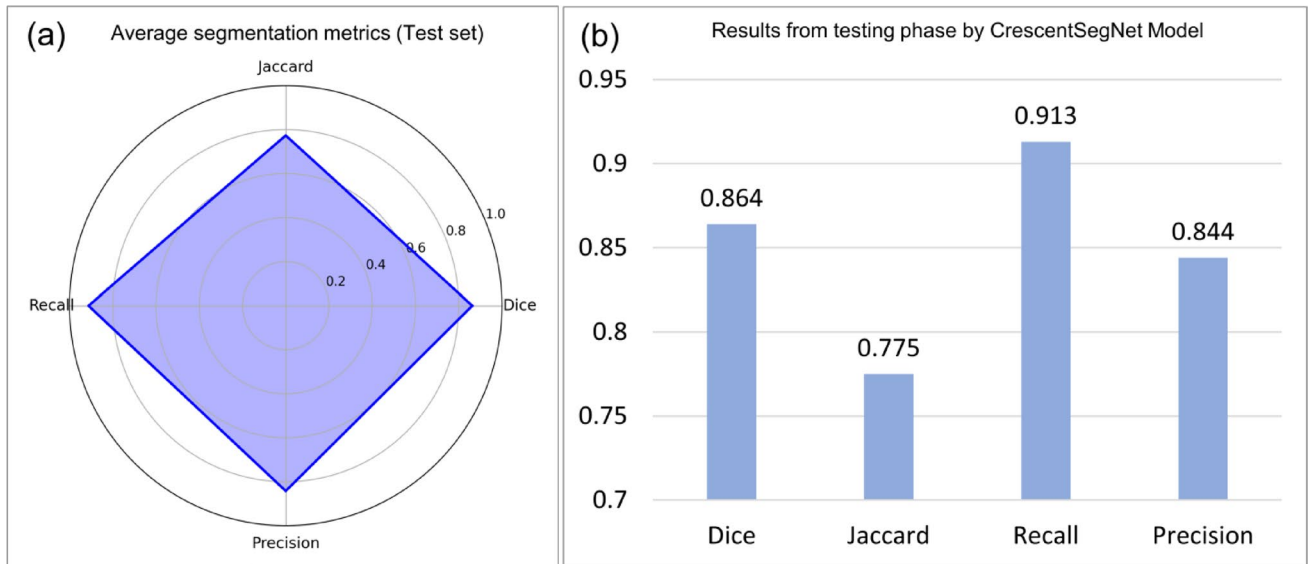 (a)
Average segmentation metrics (Test set)
Jaccard
1.0
0.8
0.6
0.4
0.2
Recall
Dice
Precision
(b)
Results from testing phase by CrescentSegNet Model
0.95
0.9
0.85
0.8
0.75
0.7
0.864
0.775
0.913
0.844
Dice
Jaccard
Recall
Precision